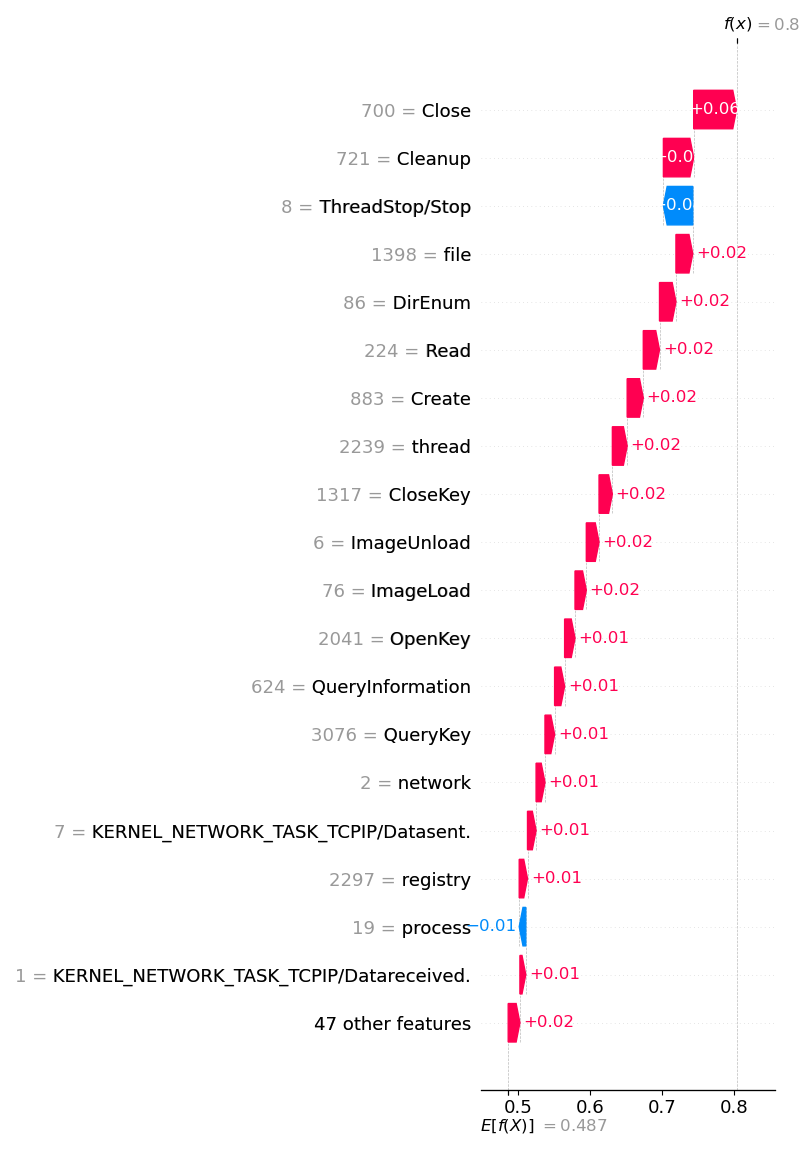 f(x) = 0.8
700 = Close +0.06
721 = Cleanup
8 = ThreadStop/Stop
1398 = file +0.02
86 = DirEnum +0.02
224 = Read +0.02
883 = Create +0.02
2239 = thread +0.02
1317 = CloseKey +0.02
6 = ImageUnload +0.02
76 = ImageLoad +0.02
2041 = OpenKey +0.01
624 = QueryInformation +0.01
3076 = QueryKey +0.01
2 = network +0.01
7 = KERNEL_NETWORK_TASK_TCPIP/Datasent. +0.01
2297 = registry +0.01
19 = process −0.01
1 = KERNEL_NETWORK_TASK_TCPIP/Datareceived. +0.01
47 other features +0.02
0.5 0.6 0.7 0.8
E[f(X)] = 0.487